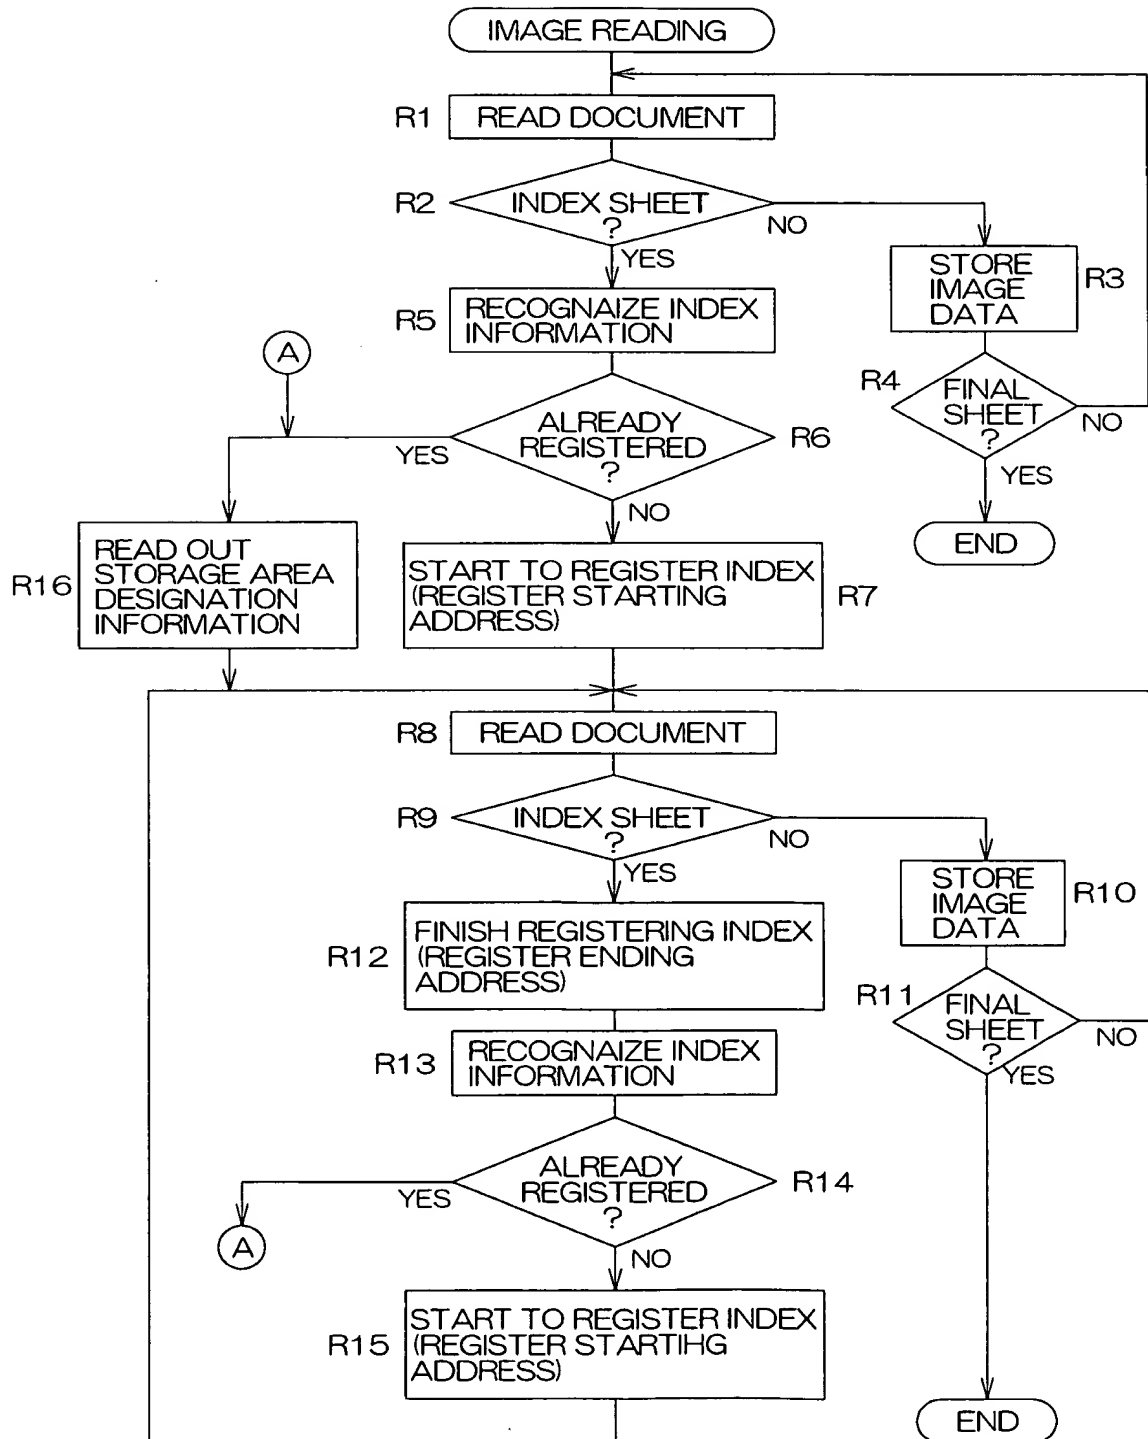 IMAGE READING
R1
READ DOCUMENT
R2
INDEX SHEET
?
NO
YES
STORE
IMAGE
DATA
R3
R5
RECOGNAIZE INDEX
INFORMATION
A
R4
FINAL
SHEET
?
NO
YES
END
ALREADY
REGISTERED
?
R6
YES
NO
R16
READ OUT
STORAGE AREA
DESIGNATION
INFORMATION
START TO REGISTER INDEX
(REGISTER STARTING
ADDRESS)
R7
R8
READ DOCUMENT
R9
INDEX SHEET
?
NO
YES
STORE
IMAGE
DATA
R10
R12
FINISH REGISTERING INDEX
(REGISTER ENDING
ADDRESS)
R11
FINAL
SHEET
?
NO
YES
R13
RECOGNAIZE INDEX
INFORMATION
ALREADY
REGISTERED
?
R14
YES
A
NO
R15
START TO REGISTER INDEX
(REGISTER STARTIHG
ADDRESS)
END